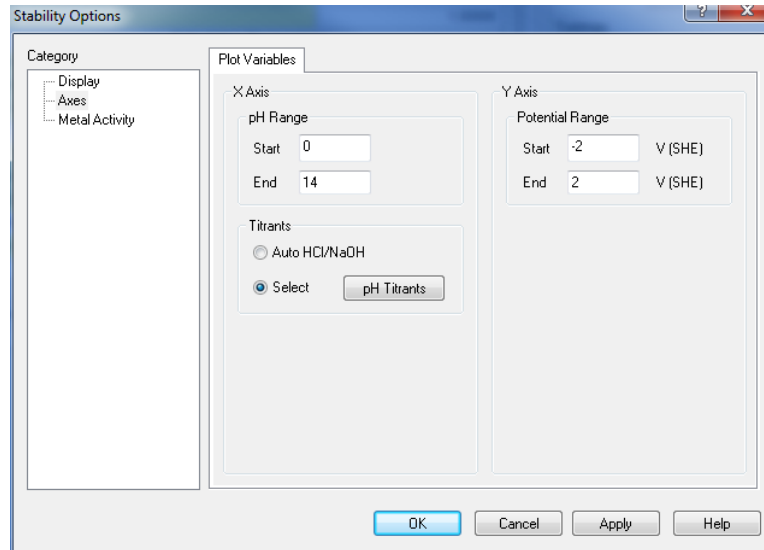 Stability Options
? X
Category
Display
Axes
Metal Activity
Plot Variables
X Axis
pH Range
Start 0
End 14
Titrants
Auto HCl/NaOH
Select pH Titrants
Y Axis
Potential Range
Start -2 V (SHE)
End 2 V (SHE)
OK Cancel Apply Help